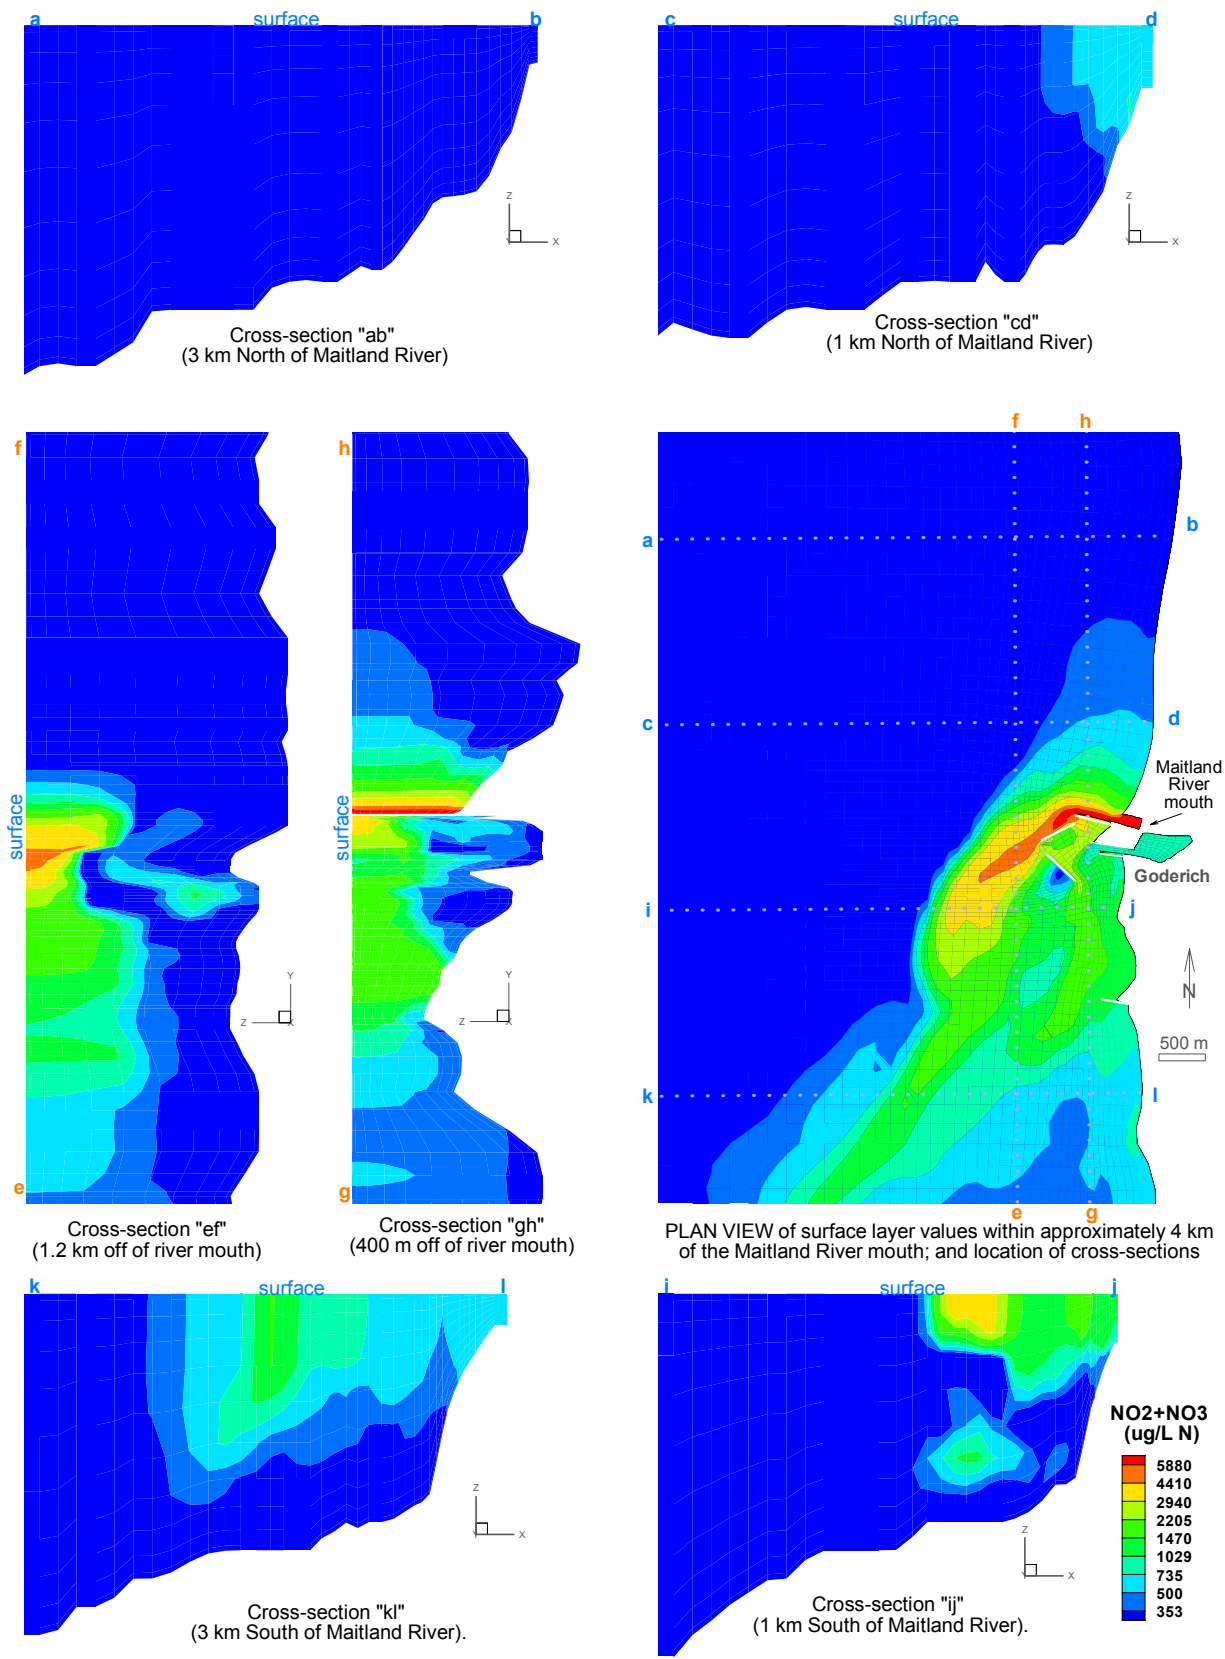 a surface b
c surface d
Z
X
Y
Z
X
Y
Cross-section "ab"
(3 km North of Maitland River)
Cross-section "cd"
(1 km North of Maitland River)
f
h
f
h
a
b
c
d
Maitland
River
mouth
surface
surface
Goderich
i
j
N
500 m
Y
Z
X
Y
Z
X
k
l
e
g
e
g
Cross-section "ef"
(1.2 km off of river mouth)
Cross-section "gh"
(400 m off of river mouth)
PLAN VIEW of surface layer values within approximately 4 km
of the Maitland River mouth; and location of cross-sections
k surface l
i surface j
NO2+NO3
(ug/L N)
5880
4410
2940
2205
1470
1029
735
500
353
Z
X
Y
Z
X
Y
Cross-section "kl"
(3 km South of Maitland River).
Cross-section "ij"
(1 km South of Maitland River).